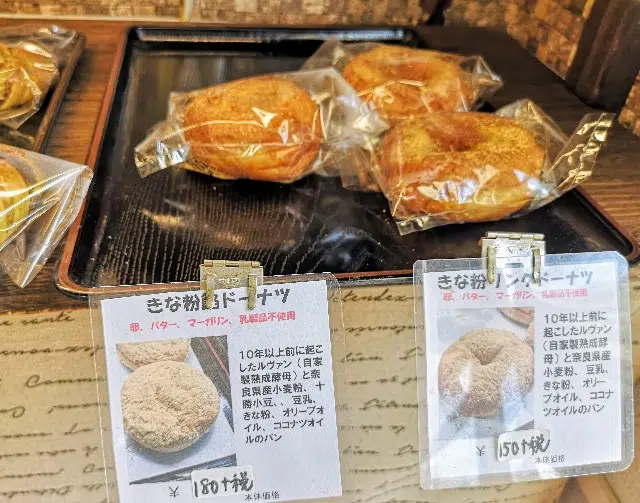 きな粉餡ドーナツ
卵、バター、マーガリン、乳製品不使用
10年以上前に起こ
したルヴァン(自家
製熟成酵母)と奈
良県産小麦粉、十
勝小豆、、豆乳、
きな粉、オリーブオ
イル、ココナツオイ
ルのパン
大 180+税
本体価格
きな粉リングドーナツ
卵、バター、マーガリン、乳製品不使用
10年以上前に
起こしたルヴァン
(自家製熟成酵
母)と奈良県産
小麦粉、豆乳、
きな粉、オリー
ブオイル、ココ
ナツオイルのパン
大 150+税
本体価格